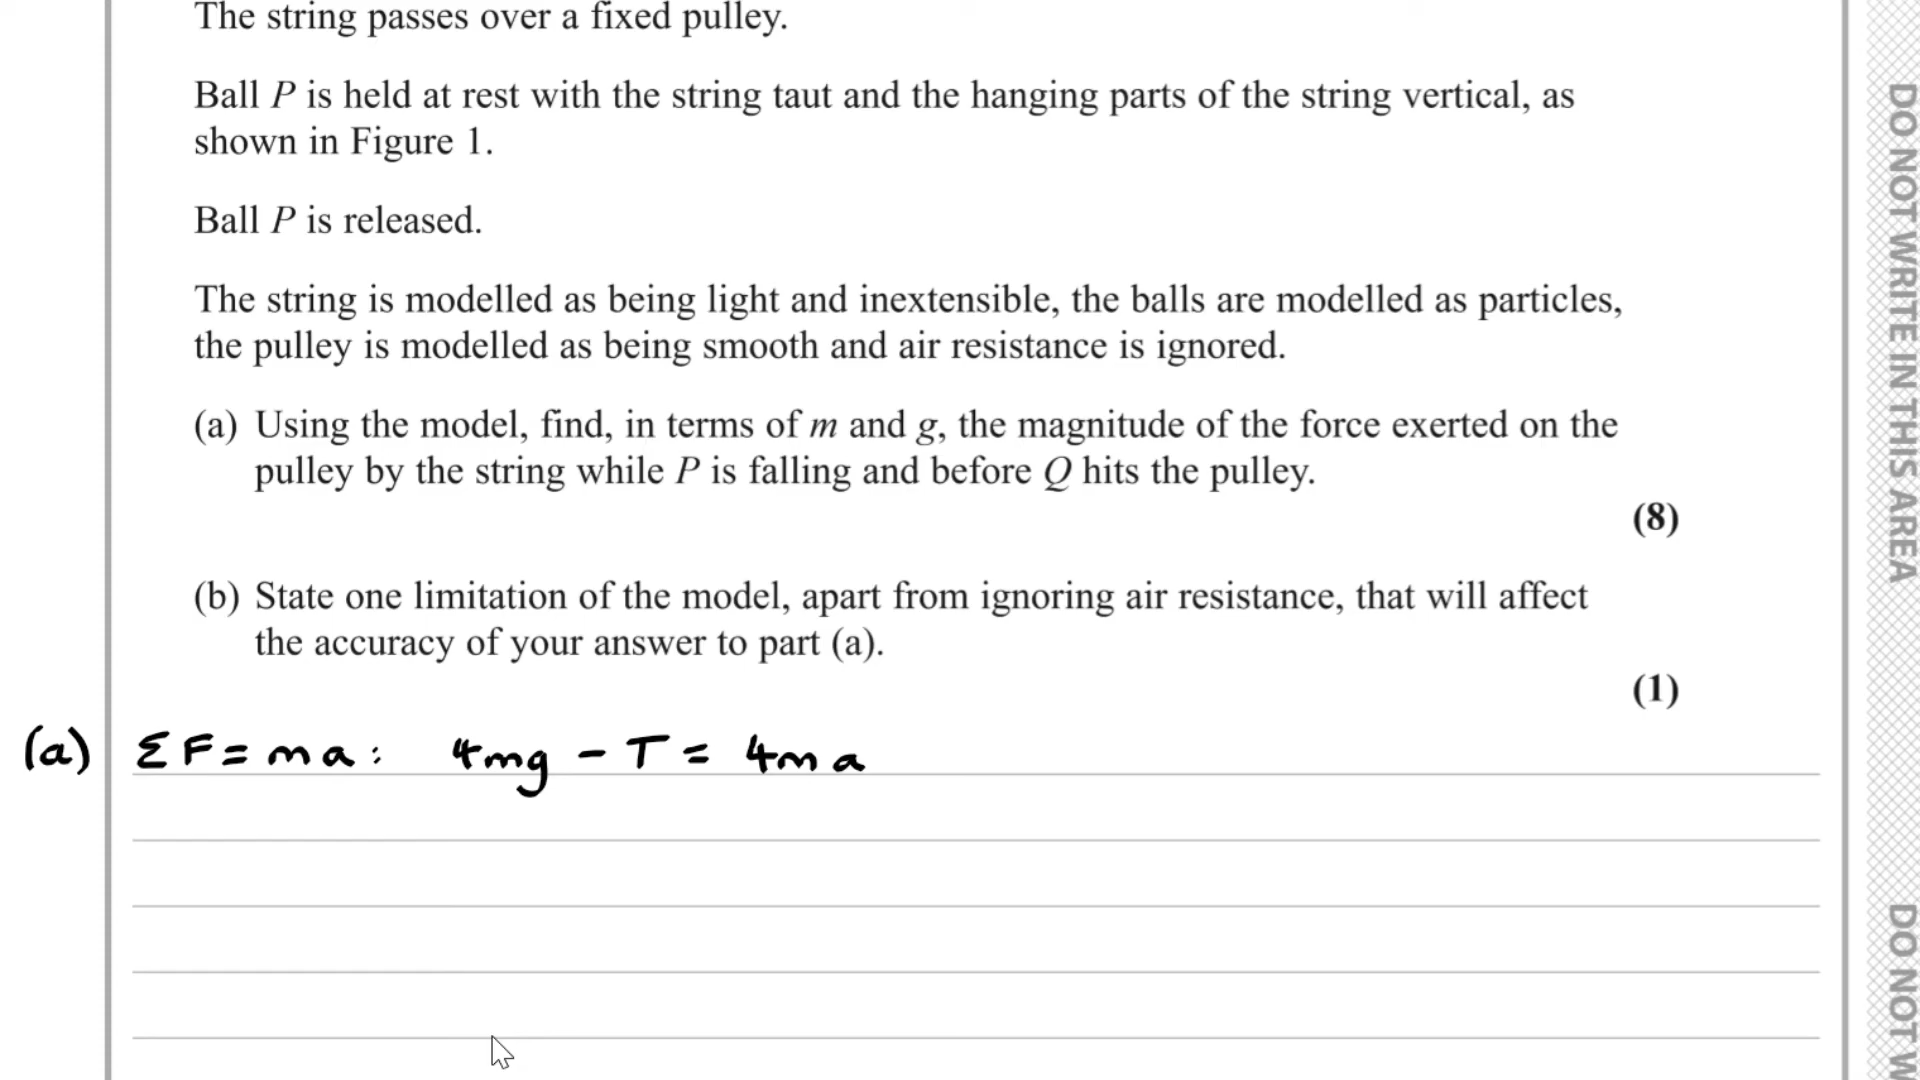 The string passes over a fixed pulley.
Ball P is held at rest with the string taut and the hanging parts of the string vertical, as
shown in Figure 1.
Ball P is released.
The string is modelled as being light and inextensible, the balls are modelled as particles,
the pulley is modelled as being smooth and air resistance is ignored.
(a) Using the model, find, in terms of m and g, the magnitude of the force exerted on the
pulley by the string while P is falling and before Q hits the pulley.
(8)
(b) State one limitation of the model, apart from ignoring air resistance, that will affect
the accuracy of your answer to part (a).
(1)
(a) ΣF = ma: 4mg - T = 4ma
DO NOT WRITE IN THIS AREA
DO NOT W